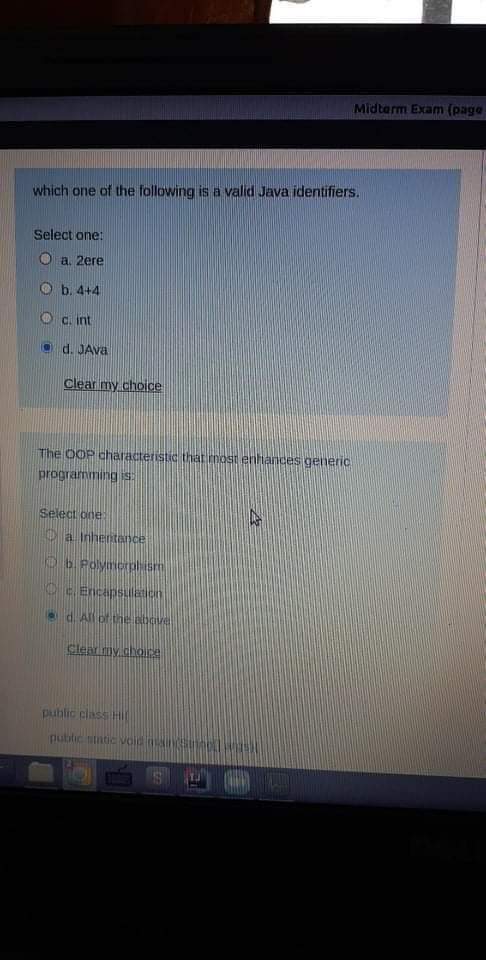 Midterm Exam (page
which one of the following is a valid Java identifiers.
Select one:
a. 2ere
b. 4+4
c. int
d. JAva
Clear my choice
The OOP characteristic that most enhances generic
programming is:
Select one:
a. Inheritance
b. Polymorphism
c. Encapsulation
d. All of the above
Clear my choice
public class Hi{
public static void main(String[] args){